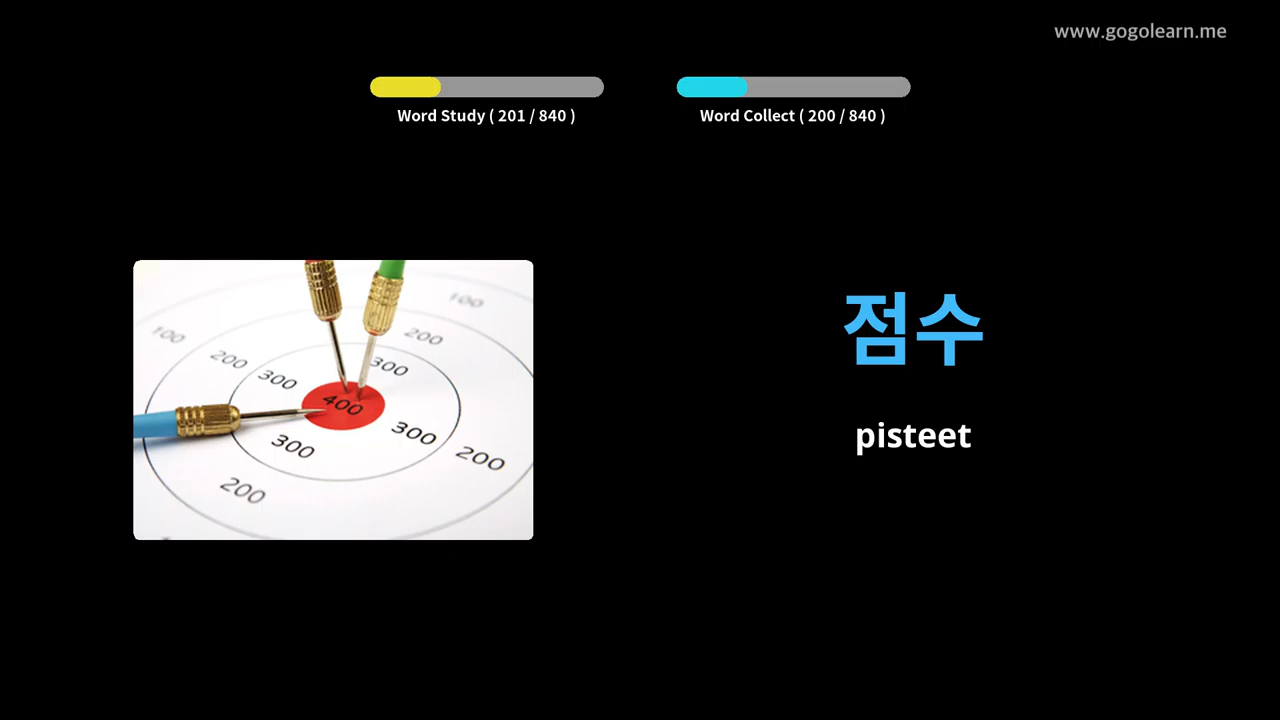 www.gogolearn.me
Word Study ( 201 / 840 )
Word Collect ( 200 / 840 )
점수
pisteet
100
100
200
200
300
300
400
300
300
200
200